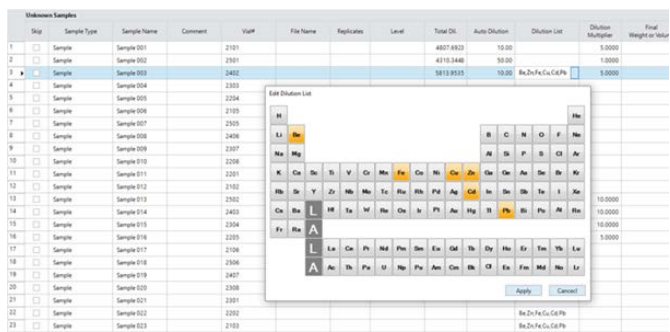 Unknown Samples
Skip Sample Type Sample Name Comment Vial# File Name Replicates Level Total Dil. Auto Dilution Dilution List Dilution Multiplier Final Weight or Volum
1 Sample Sample 001 2101 4807.6923 10.00 5.0000
2 Sample Sample 002 2501 4310.3448 50.00 1.0000
3 Sample Sample 003 2402 5813.9535 10.00 Be,Zn,Fe,Cu,Cd,Pb 5.0000
4 Sample Sample 004 2303
5 Sample Sample 005 2204
6 Sample Sample 006 2105
7 Sample Sample 007 2505
8 Sample Sample 008 2406
9 Sample Sample 009 2307
10 Sample Sample 010 2208
11 Sample Sample 011 2201
12 Sample Sample 012 2102
13 Sample Sample 013 2502 10.0000
14 Sample Sample 014 2403 10.0000
15 Sample Sample 015 2304 10.0000
16 Sample Sample 016 2205 5.0000
17 Sample Sample 017 2106
18 Sample Sample 018 2506
19 Sample Sample 019 2407
20 Sample Sample 020 2308
21 Sample Sample 021 2301
22 Sample Sample 022 2202 Be,Zn,Fe,Cu,Cd,Pb
23 Sample Sample 023 2103 Be,Zn,Fe,Cu,Cd,Pb
Edit Dilution List
H He
Li Be B C N O F Ne
Na Mg Al Si P S Cl Ar
K Ca Sc Ti V Cr Mn Fe Co Ni Cu Zn Ga Ge As Se Br Kr
Rb Sr Y Zr Nb Mo Tc Ru Rh Pd Ag Cd In Sn Sb Te I Xe
Cs Ba L Hf Ta W Re Os Ir Pt Au Hg Tl Pb Bi Po At Rn
Fr Ra A
L La Ce Pr Nd Pm Sm Eu Gd Tb Dy Ho Er Tm Yb Lu
A Ac Th Pa U Np Pu Am Cm Bk Cf Es Fm Md No Lr
Apply Cancel